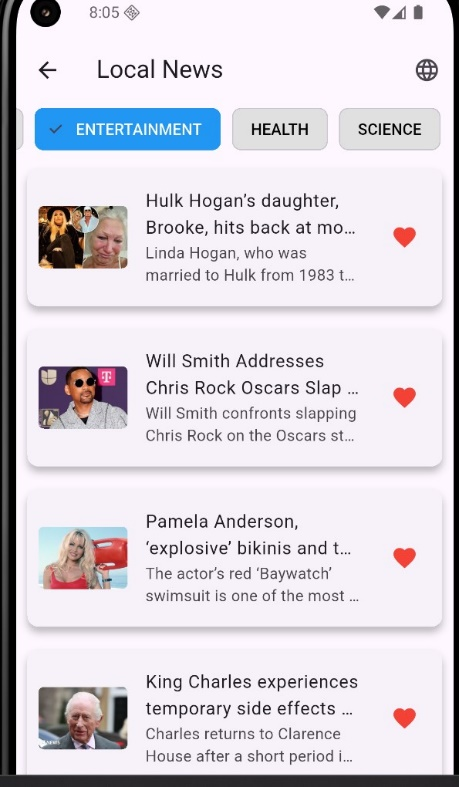 8:05
Local News
ENTERTAINMENT
HEALTH
SCIENCE
Hulk Hogan’s daughter,
Brooke, hits back at mo…
Linda Hogan, who was
married to Hulk from 1983 t…
Will Smith Addresses
Chris Rock Oscars Slap …
Will Smith confronts slapping
Chris Rock on the Oscars st…
Pamela Anderson,
‘explosive’ bikinis and t…
The actor’s red ‘Baywatch’
swimsuit is one of the most …
King Charles experiences
temporary side effects …
Charles returns to Clarence
House after a short period i…